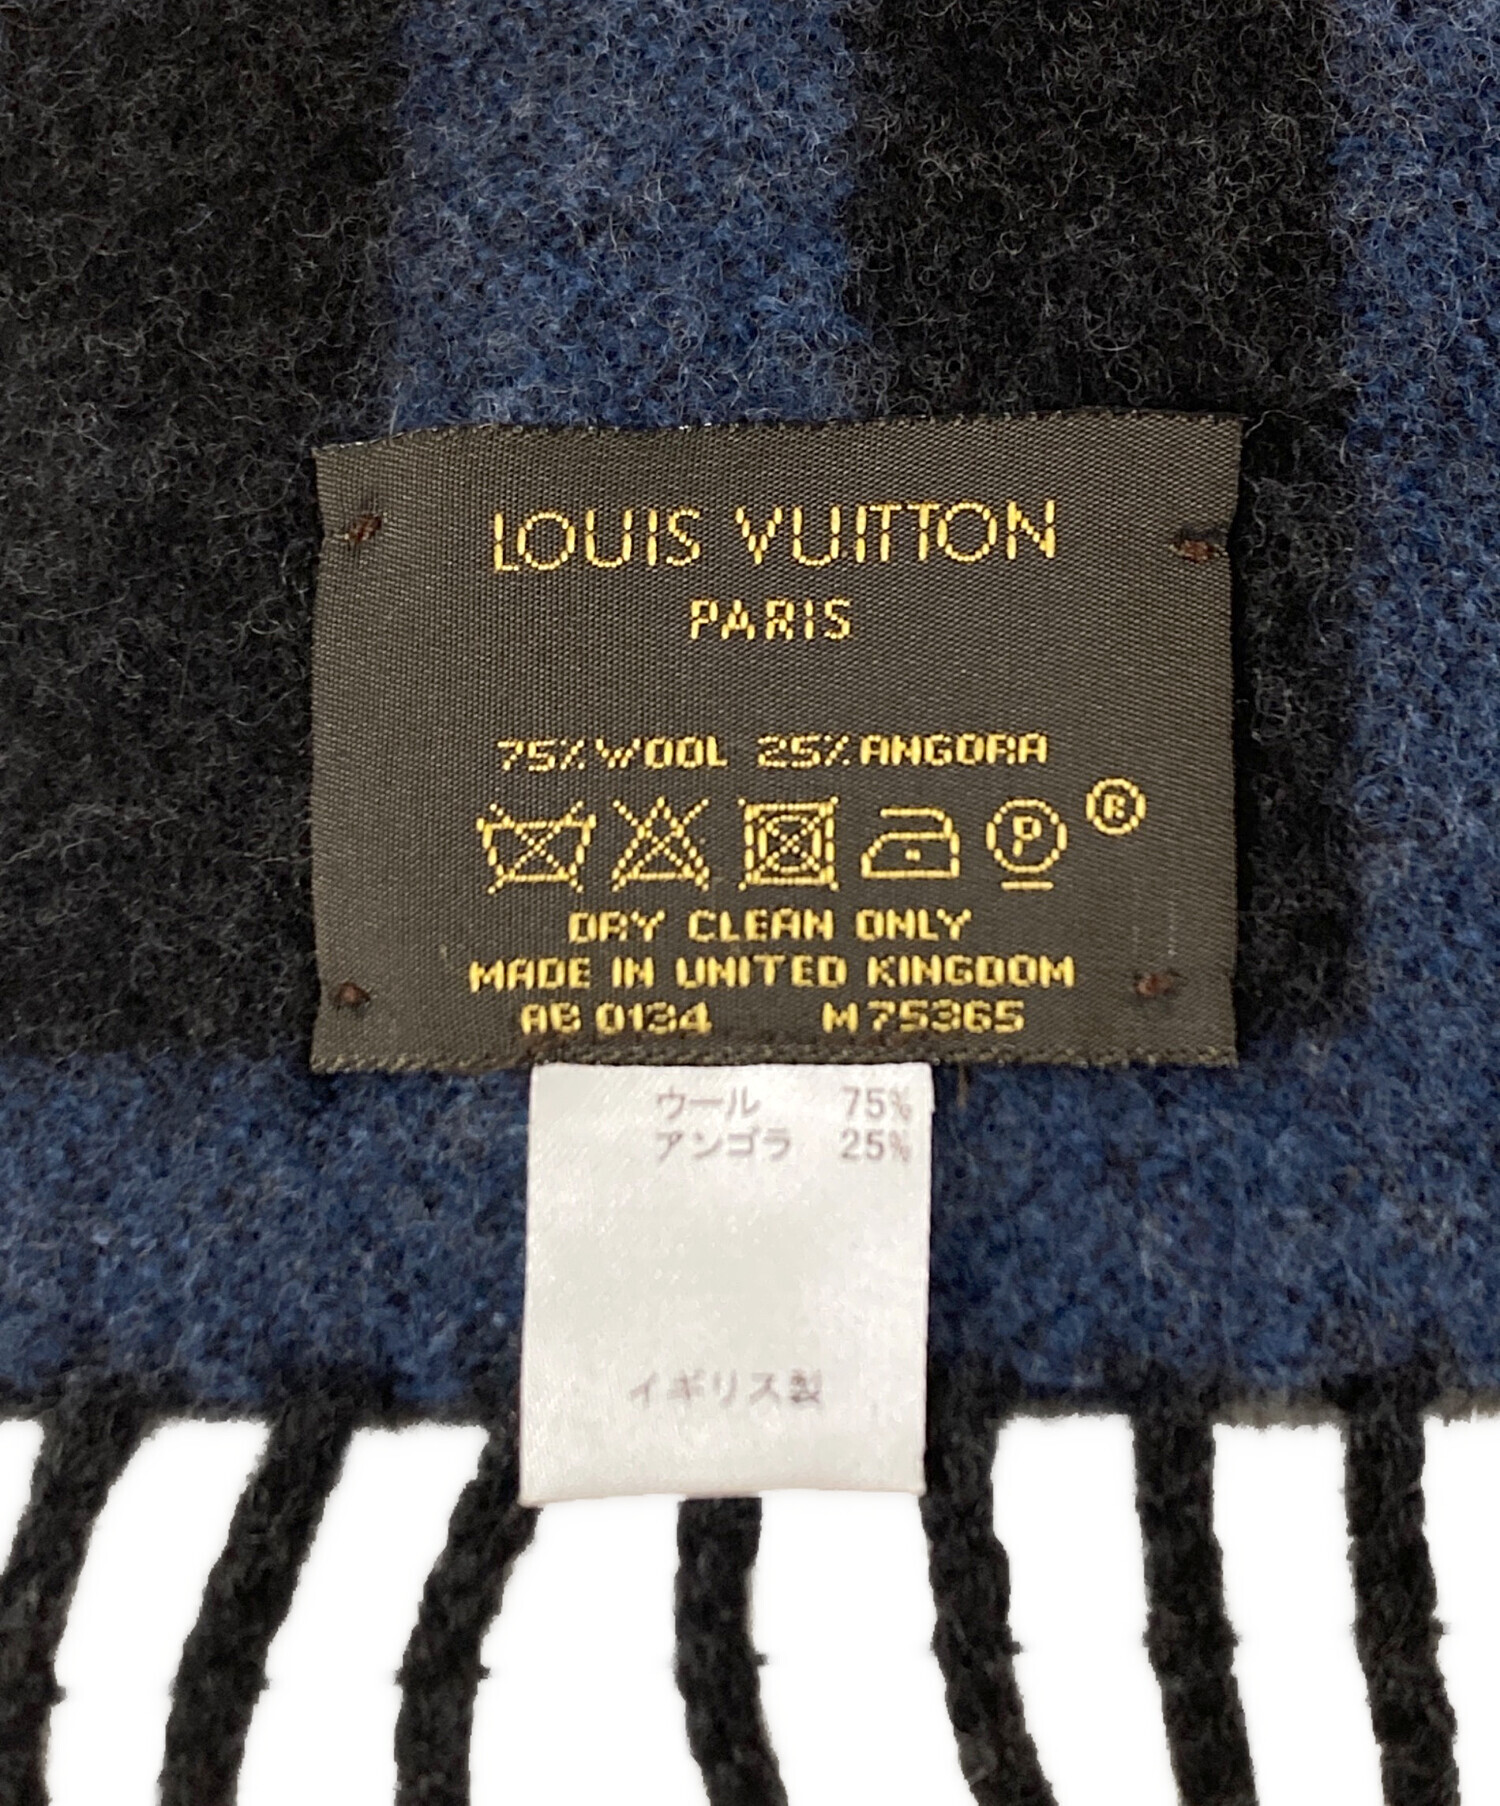 LOUIS VUITTON
PARIS
75% WOOL 25% ANGORA
P ®
DRY CLEAN ONLY
MADE IN UNITED KINGDOM
AB 0134 M75365
ウール 75%
アンゴラ 25%
イギリス製